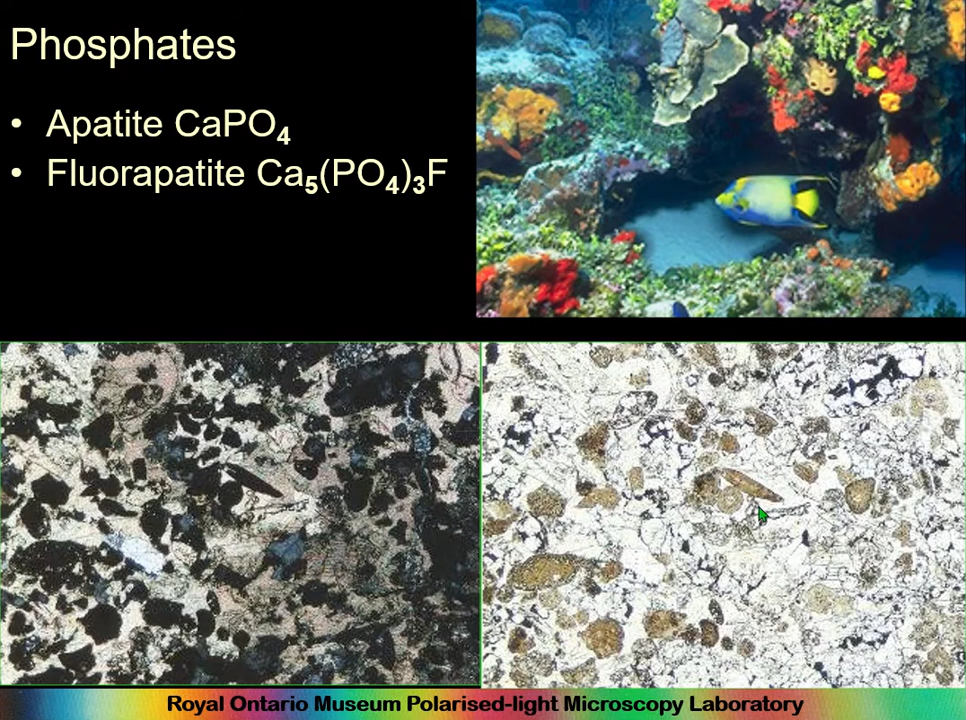 Phosphates
• Apatite CaPO₄
• Fluorapatite Ca₅(PO₄)₃F
Royal Ontario Museum Polarised-light Microscopy Laboratory